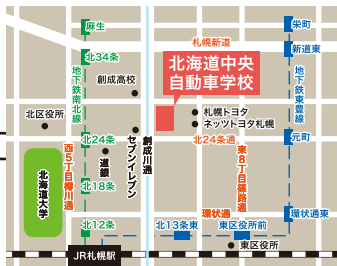 麻生
栄町
札幌新道
北34条
新道東
北海道中央
自動車学校
地下鉄南北線
地下鉄東豊線
創成高校
北区役所
札幌トヨタ
ネッツトヨタ札幌
北24条
北24条通
元町
西5丁目樽川通
道銀
セブンイレブン
創成川通
東8丁目篠路通
北海道大学
北18条
環状通
環状通東
北12条
北13条東
東区役所前
東区役所
JR札幌駅